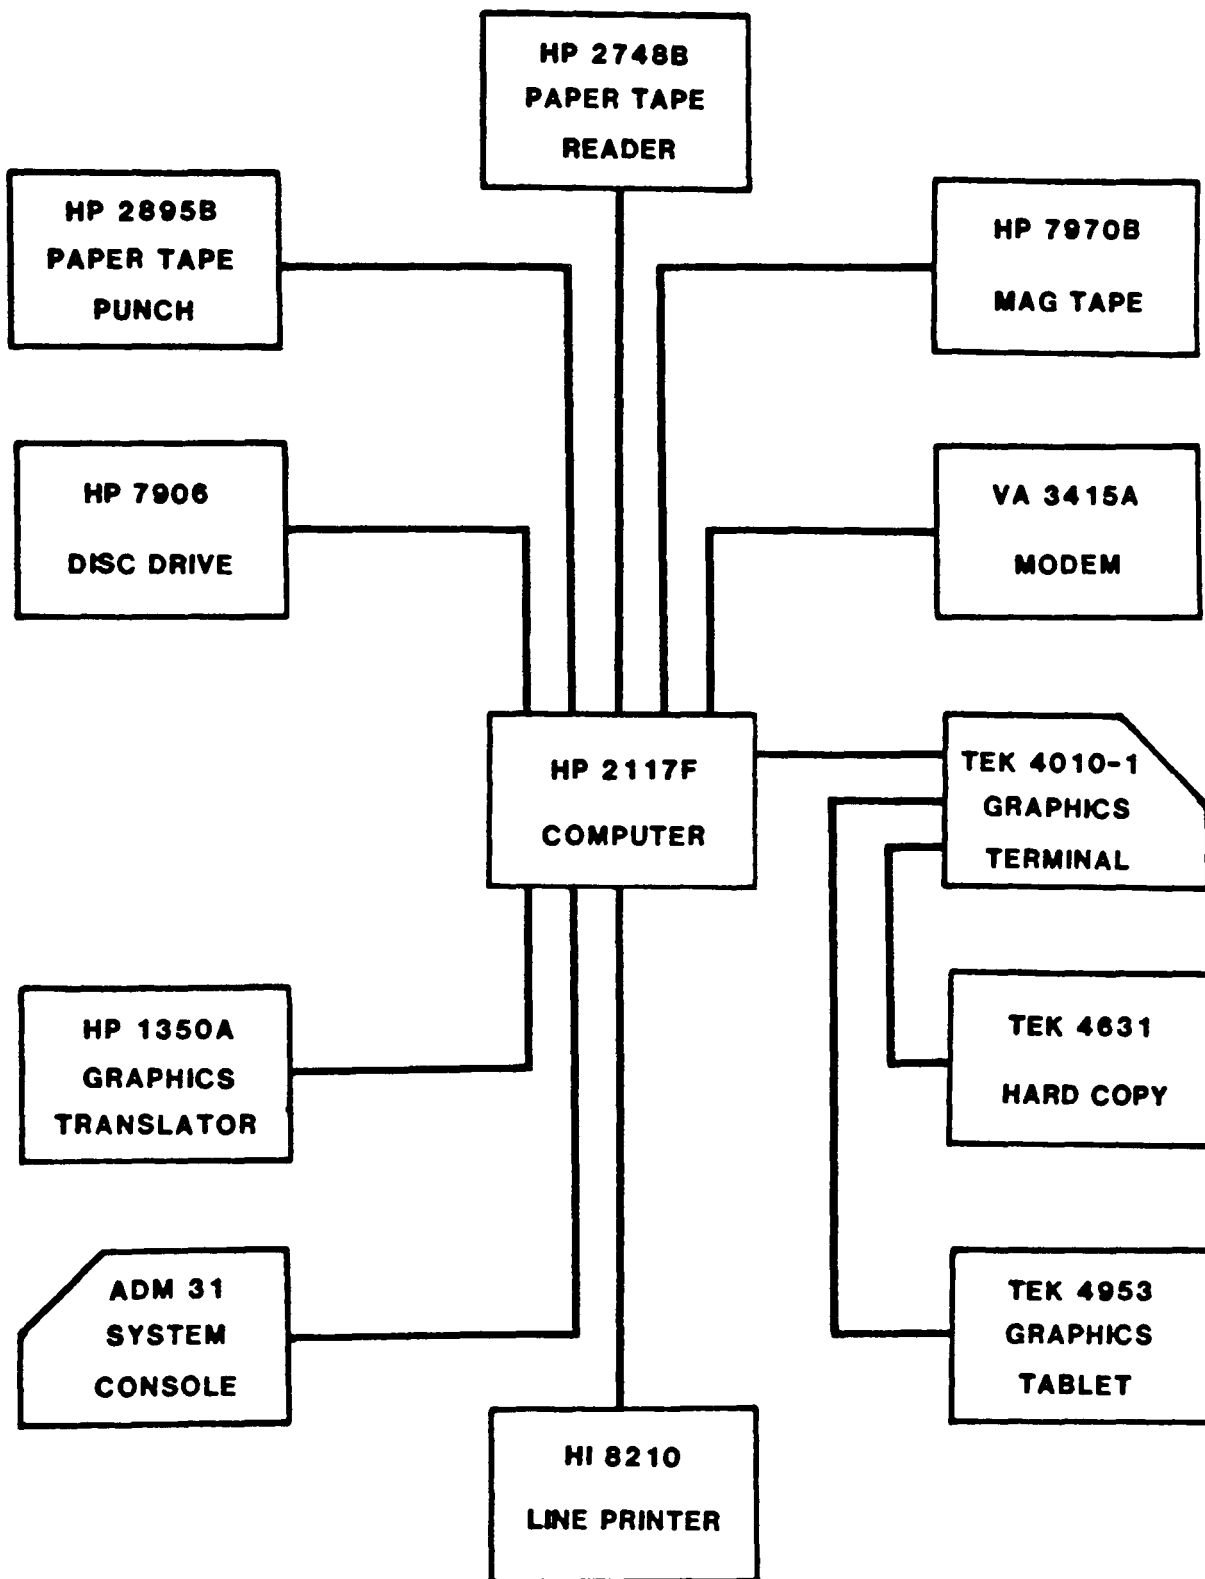 HP 2748B
PAPER TAPE
READER
HP 2895B
PAPER TAPE
PUNCH
HP 7970B
MAG TAPE
HP 7906
DISC DRIVE
VA 3415A
MODEM
HP 2117F
COMPUTER
TEK 4010-1
GRAPHICS
TERMINAL
HP 1350A
GRAPHICS
TRANSLATOR
TEK 4631
HARD COPY
ADM 31
SYSTEM
CONSOLE
TEK 4953
GRAPHICS
TABLET
HI 8210
LINE PRINTER